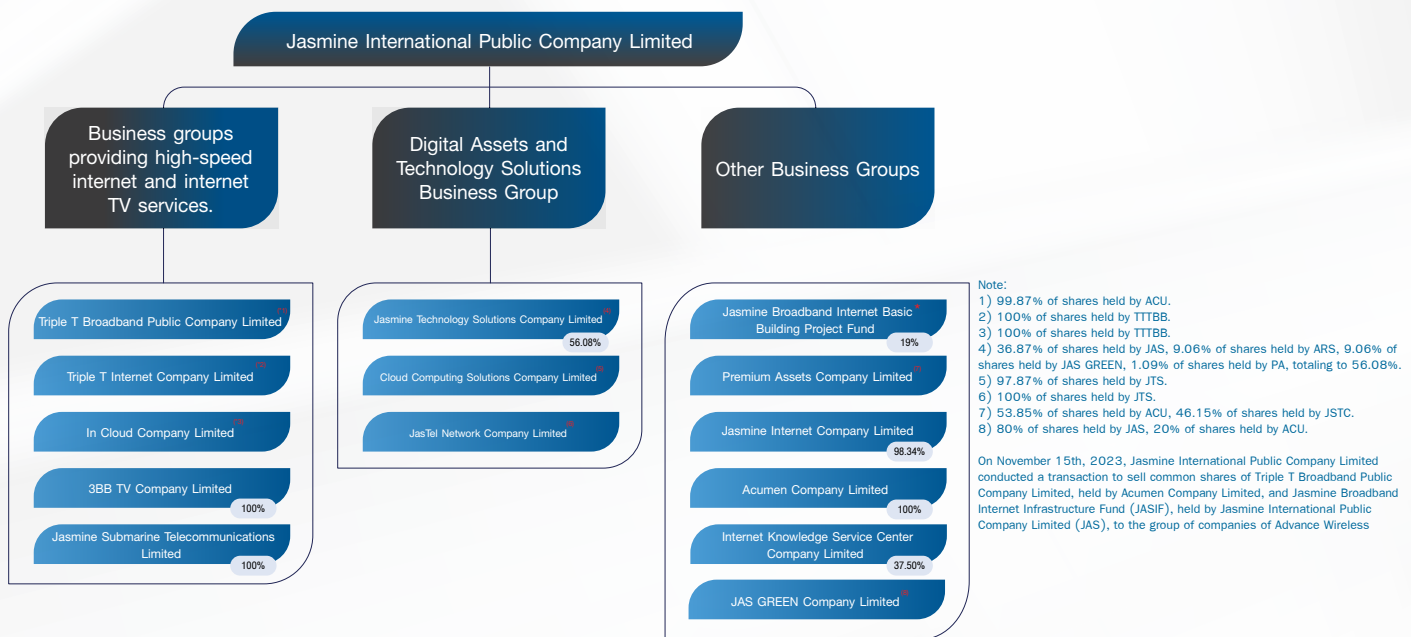 Jasmine International Public Company Limited
Business groups
providing high-speed
internet and internet
TV services.
Digital Assets and
Technology Solutions
Business Group
Other Business Groups
Triple T Broadband Public Company Limited
Triple T Internet Company Limited
In Cloud Company Limited
3BB TV Company Limited
100%
Jasmine Submarine Telecommunications
Limited
100%
Jasmine Technology Solutions Company Limited
56.08%
Cloud Computing Solutions Company Limited
JasTel Network Company Limited
Jasmine Broadband Internet Basic
Building Project Fund
19%
Premium Assets Company Limited
Jasmine Internet Company Limited
98.34%
Acumen Company Limited
100%
Internet Knowledge Service Center
Company Limited
37.50%
JAS GREEN Company Limited
Note:
1) 99.87% of shares held by ACU.
2) 100% of shares held by TTTBB.
3) 100% of shares held by TTTBB.
4) 36.87% of shares held by JAS, 9.06% of shares held by ARS, 9.06% of
shares held by JAS GREEN, 1.09% of shares held by PA, totaling to 56.08%.
5) 97.87% of shares held by JTS.
6) 100% of shares held by JTS.
7) 53.85% of shares held by ACU, 46.15% of shares held by JSTC.
8) 80% of shares held by JAS, 20% of shares held by ACU.
On November 15th, 2023, Jasmine International Public Company Limited
conducted a transaction to sell common shares of Triple T Broadband Public
Company Limited, held by Acumen Company Limited, and Jasmine Broadband
Internet Infrastructure Fund (JASIF), held by Jasmine International Public
Company Limited (JAS), to the group of companies of Advance Wireless